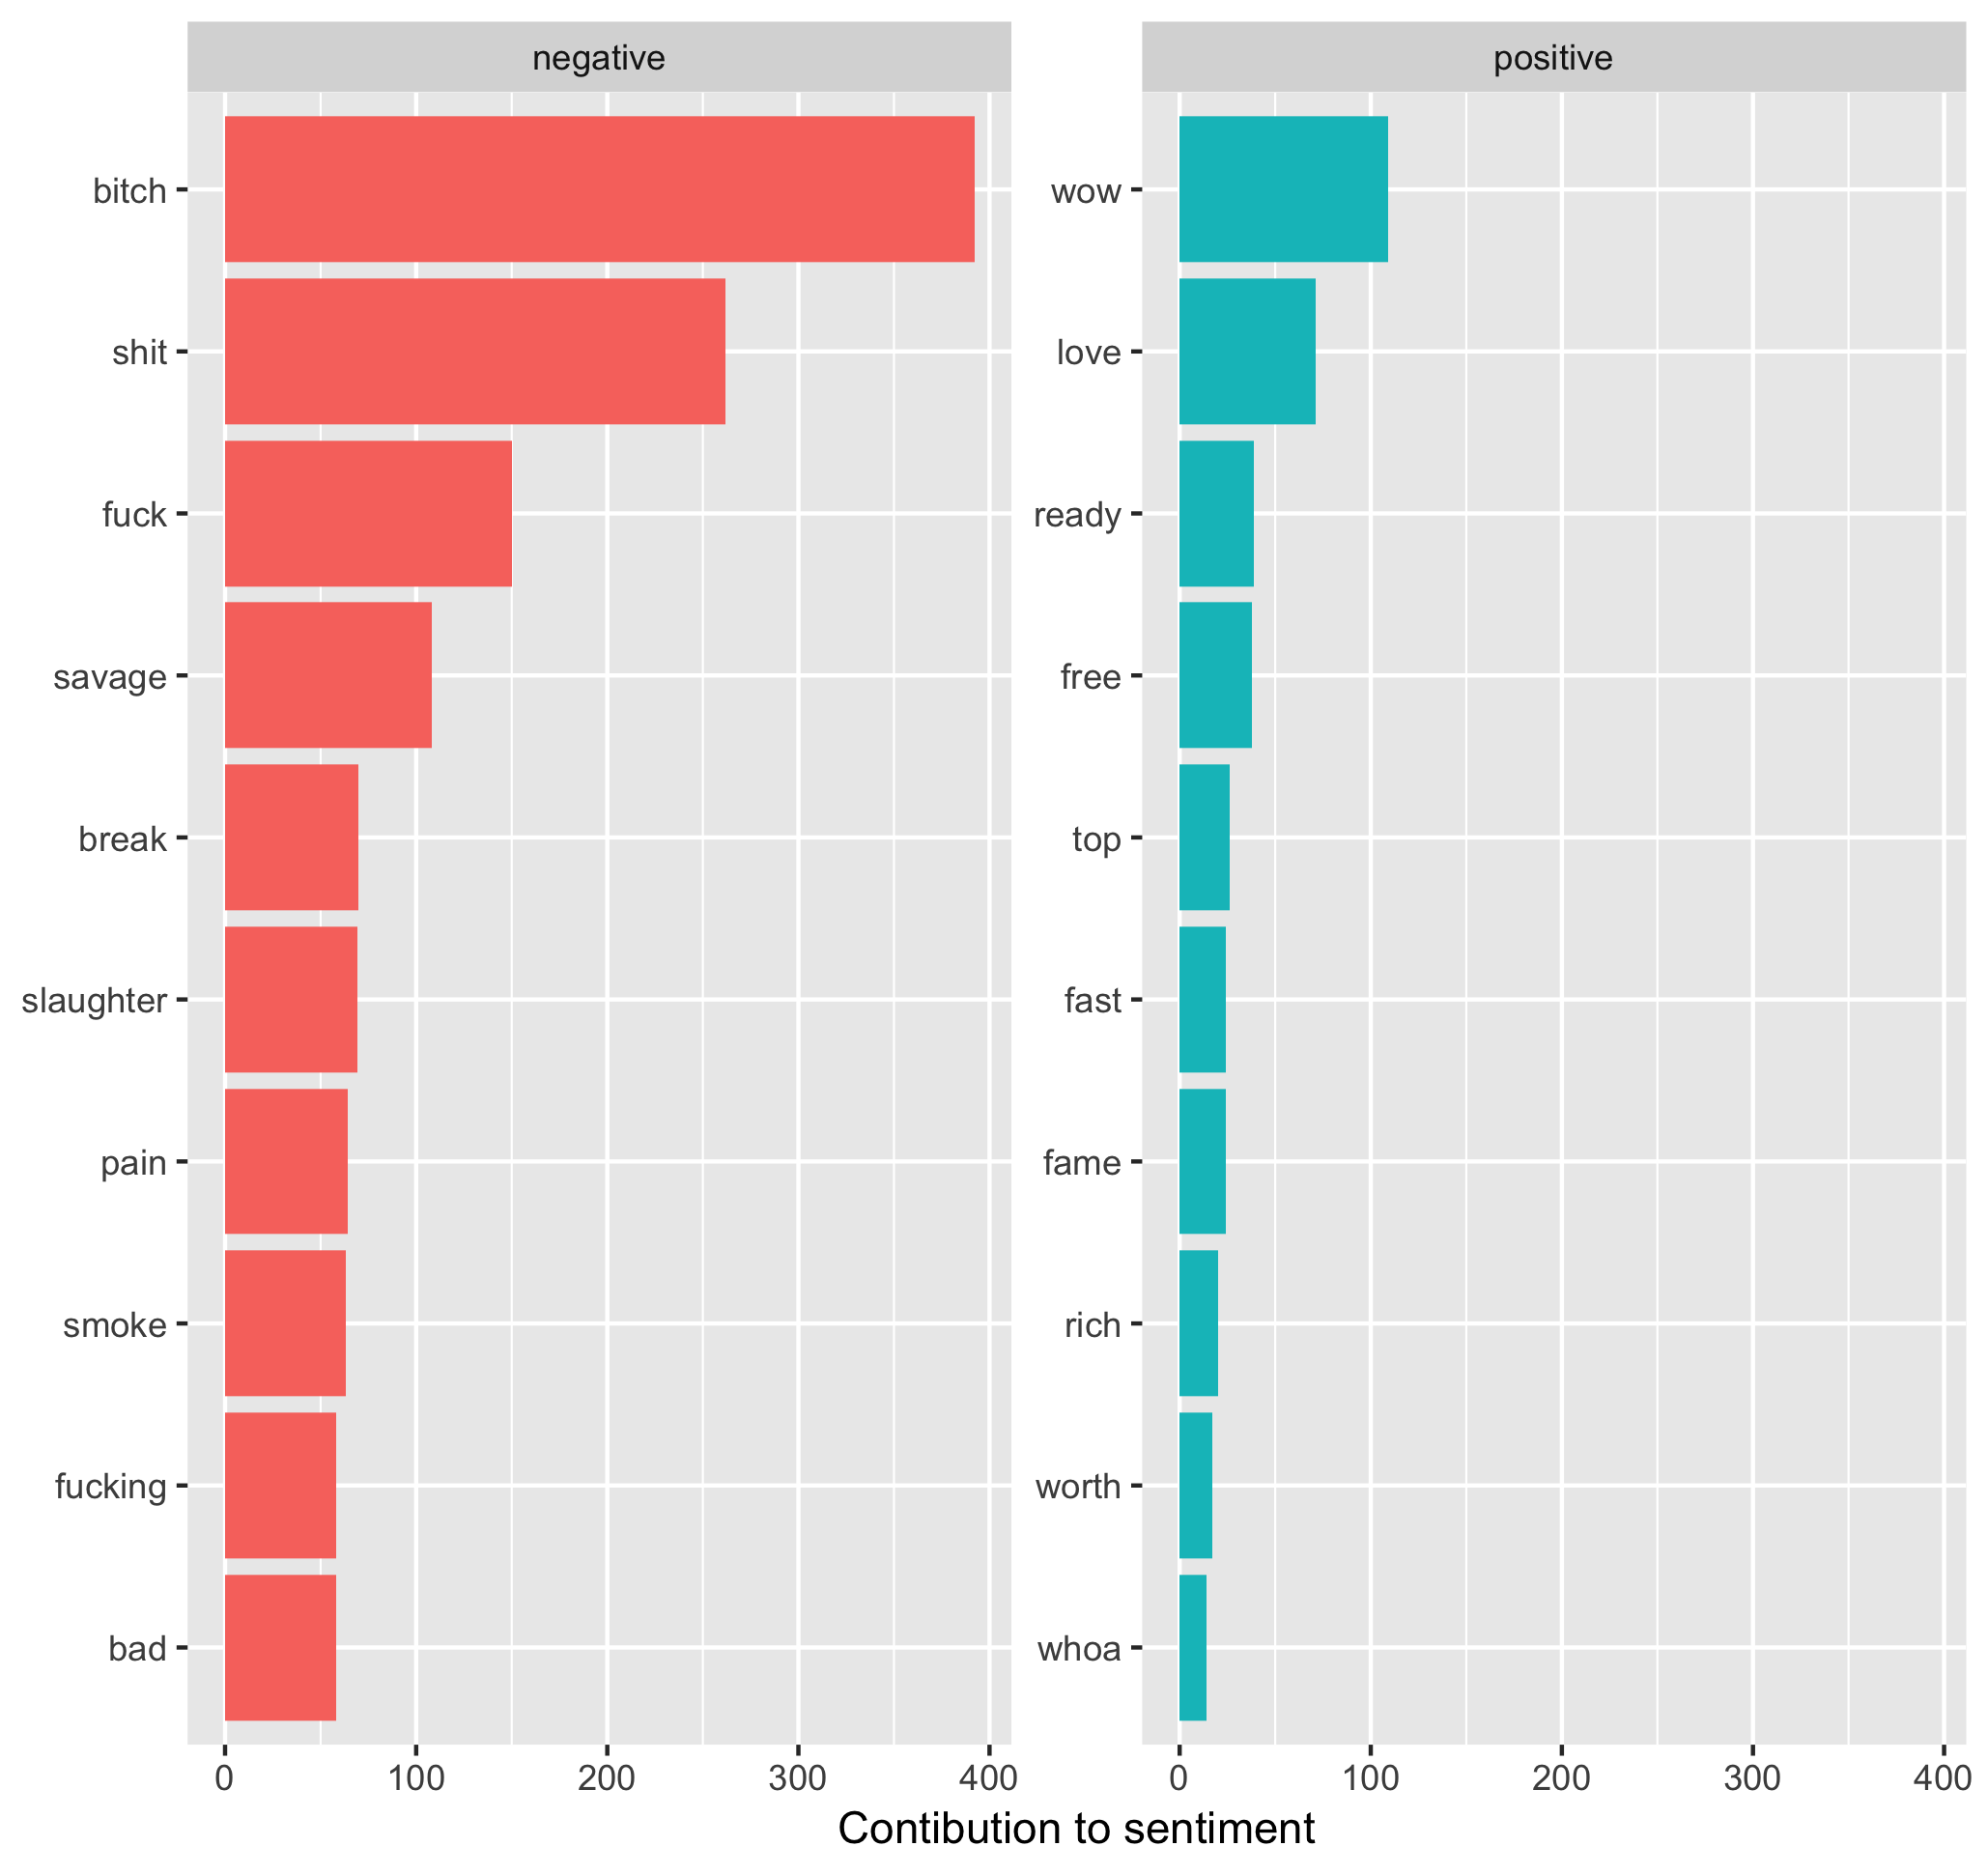 negative
bitch
shit
fuck
savage
break
slaughter
pain
smoke
fucking
bad
0 100 200 300 400
positive
wow
love
ready
free
top
fast
fame
rich
worth
whoa
0 100 200 300 400
Contibution to sentiment